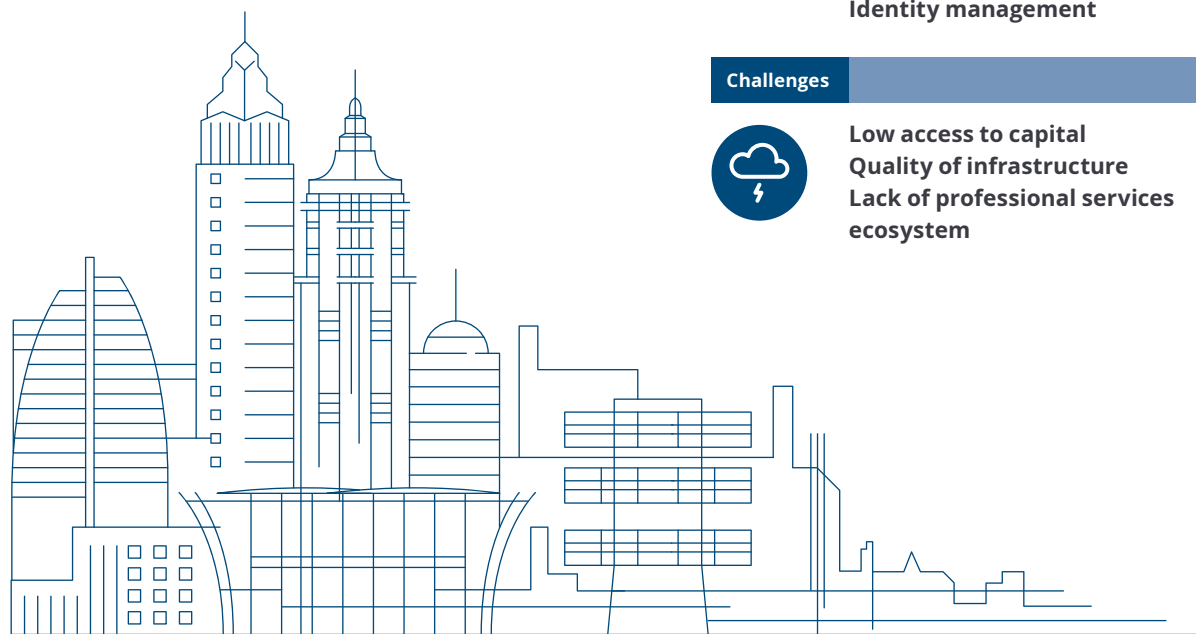 Identity management
Challenges
Low access to capital
Quality of infrastructure
Lack of professional services
ecosystem